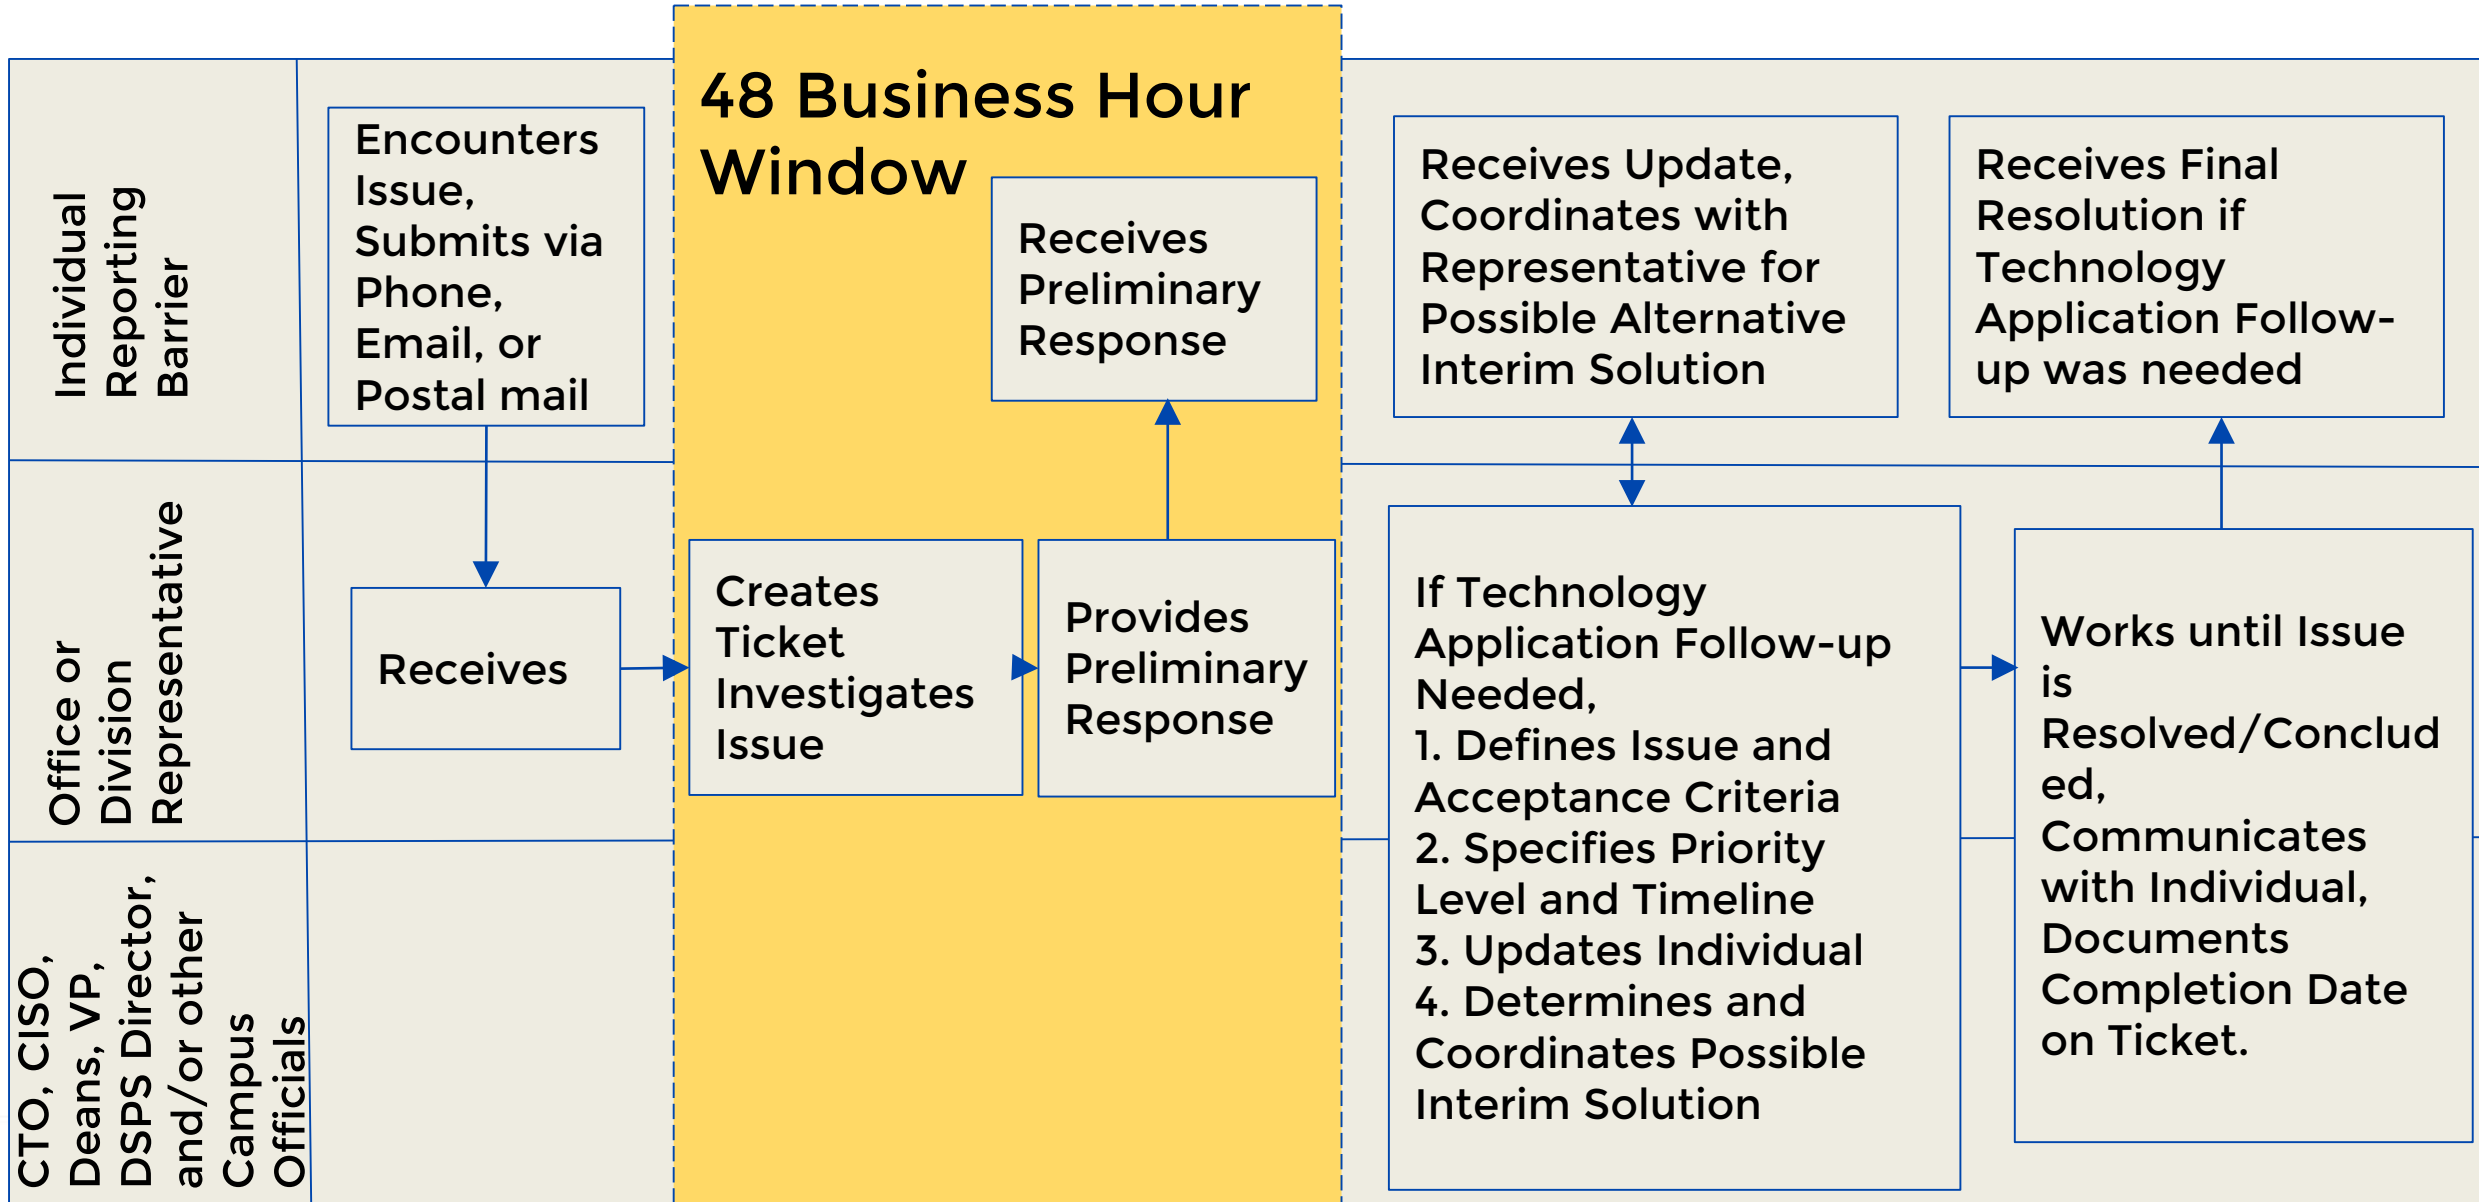 48 Business Hour
Window
Individual
Reporting
Barrier
Encounters
Issue,
Submits via
Phone,
Email, or
Postal mail
Receives
Preliminary
Response
Receives Update,
Coordinates with
Representative for
Possible Alternative
Interim Solution
Receives Final
Resolution if
Technology
Application Follow-
up was needed
Office or
Division
Representative
Receives
Creates
Ticket
Investigates
Issue
Provides
Preliminary
Response
If Technology
Application Follow-up
Needed,
1. Defines Issue and
Acceptance Criteria
2. Specifies Priority
Level and Timeline
3. Updates Individual
4. Determines and
Coordinates Possible
Interim Solution
Works until Issue
is
Resolved/Conclud
ed,
Communicates
with Individual,
Documents
Completion Date
on Ticket.
CTO, CISO,
Deans, VP,
DSPS Director,
and/or other
Campus
Officials